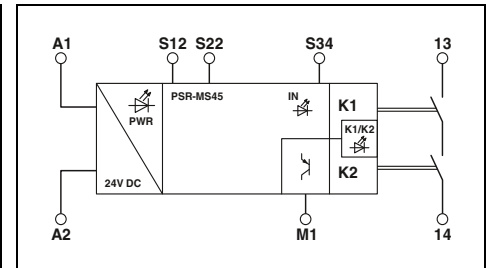 A1 S12 S22 S34 13
PSR-MS45 IN K1
PWR K1/K2
24V DC K2
A2 M1 14